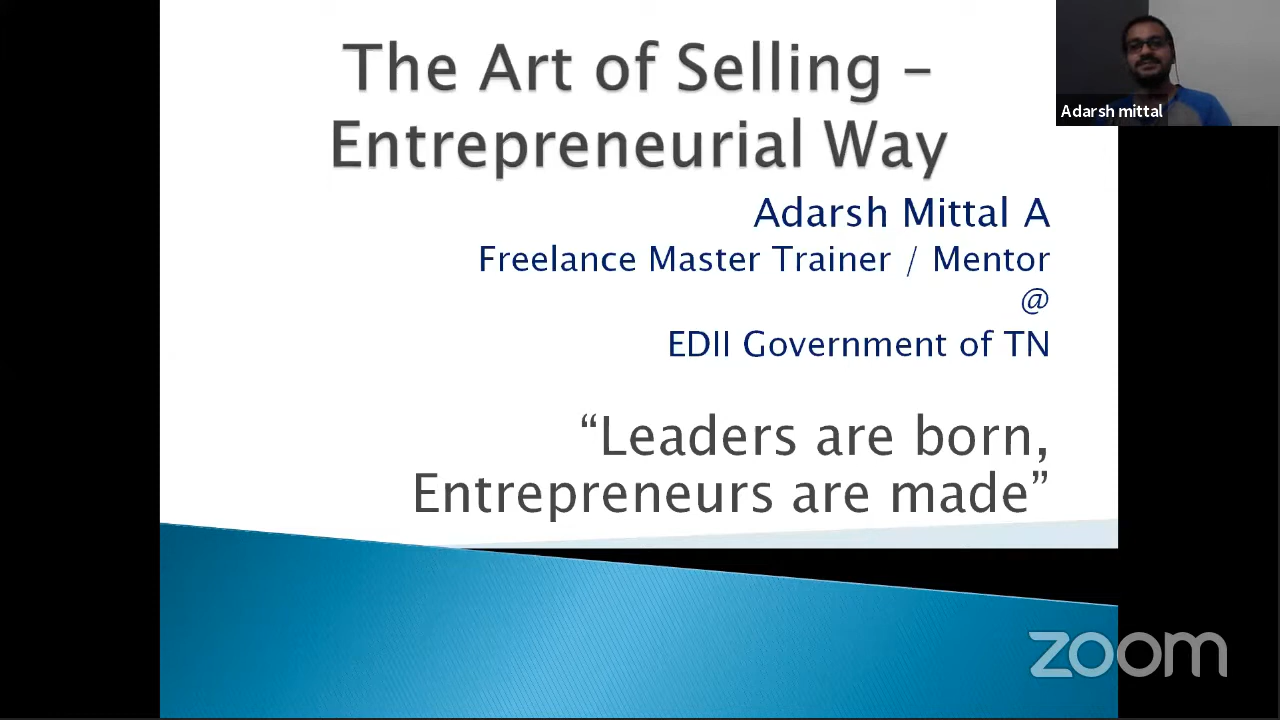 The Art of Selling –
Entrepreneurial Way
Adarsh mittal
Adarsh Mittal A
Freelance Master Trainer / Mentor
@
EDII Government of TN
“Leaders are born,
Entrepreneurs are made”
zoom